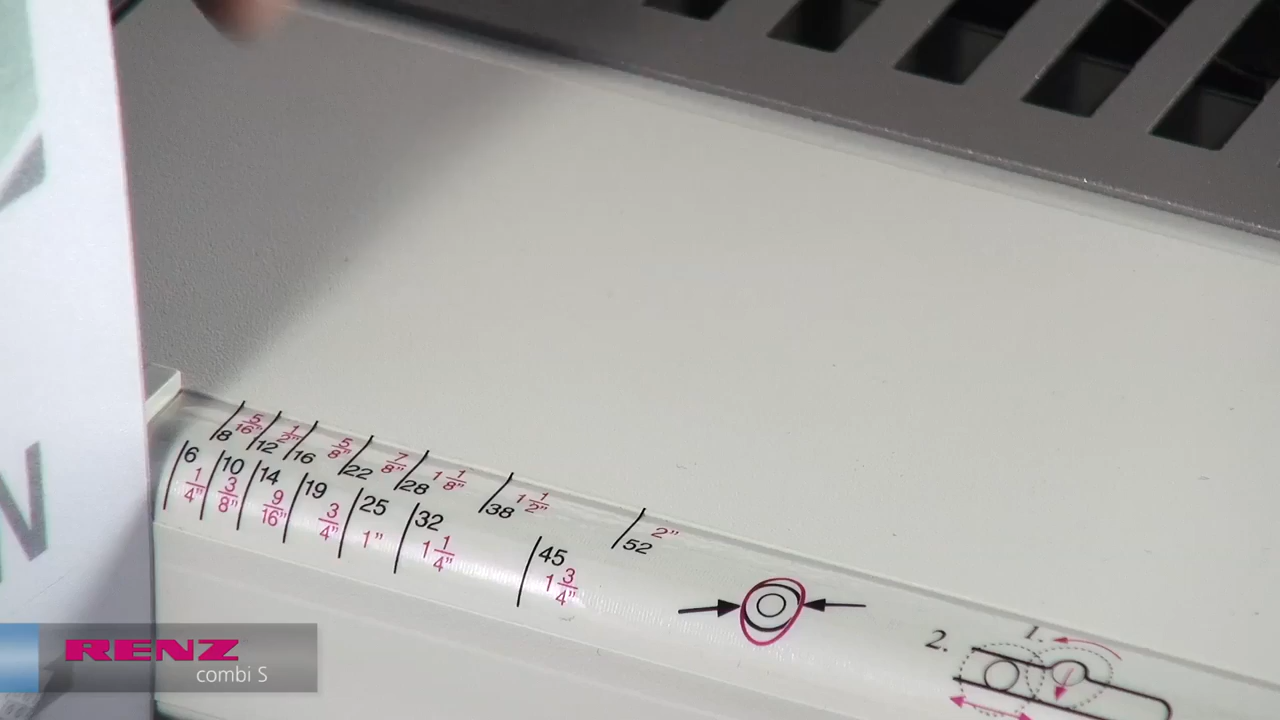 8 5/16" 12 1/2" 16 5/8" 22 7/8" 28 1 1/8" 38 1 1/2" 52 2"
6 1/4" 10 3/8" 14 9/16" 19 3/4" 25 1" 32 1 1/4" 45 1 3/4"
2. 1.
N
RENZ
combi S